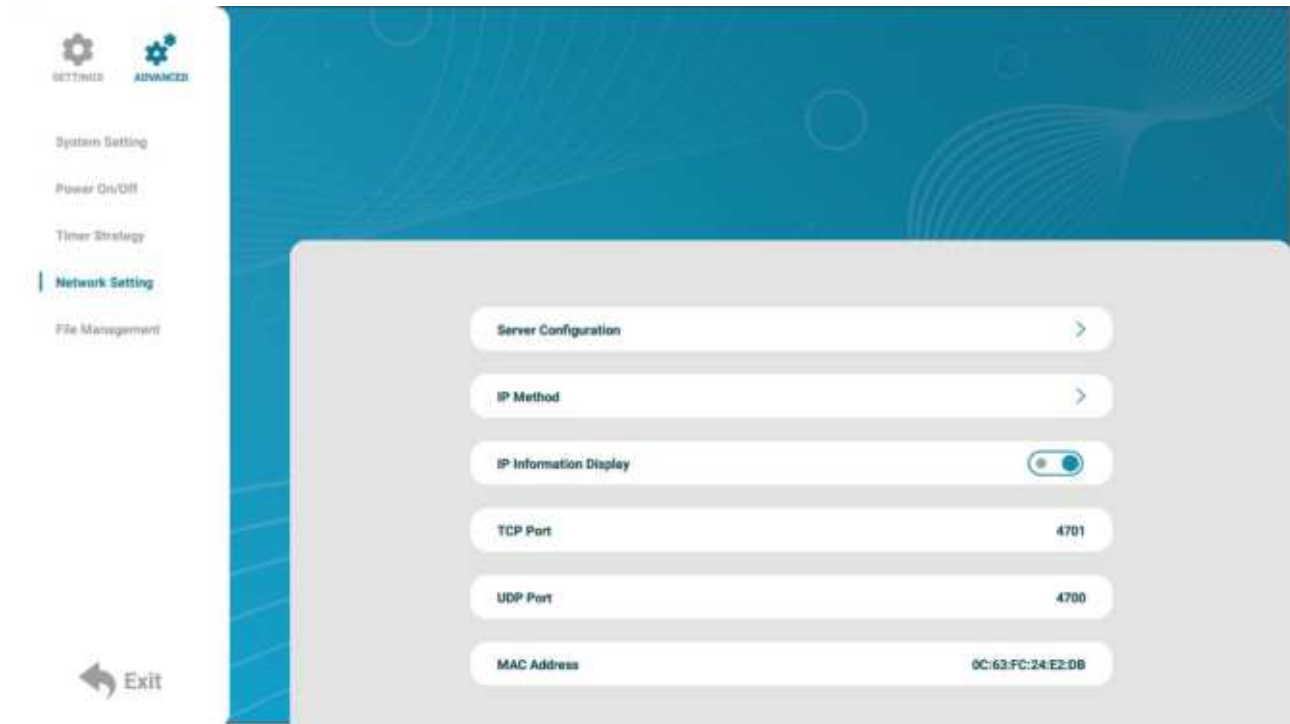 SETTINGS
ADVANCED
System Setting
Power On/Off
Timer Strategy
Network Setting
File Management
Exit
Server Configuration
IP Method
IP Information Display
TCP Port 4701
UDP Port 4700
MAC Address 0C:63:FC:24:E2:DB